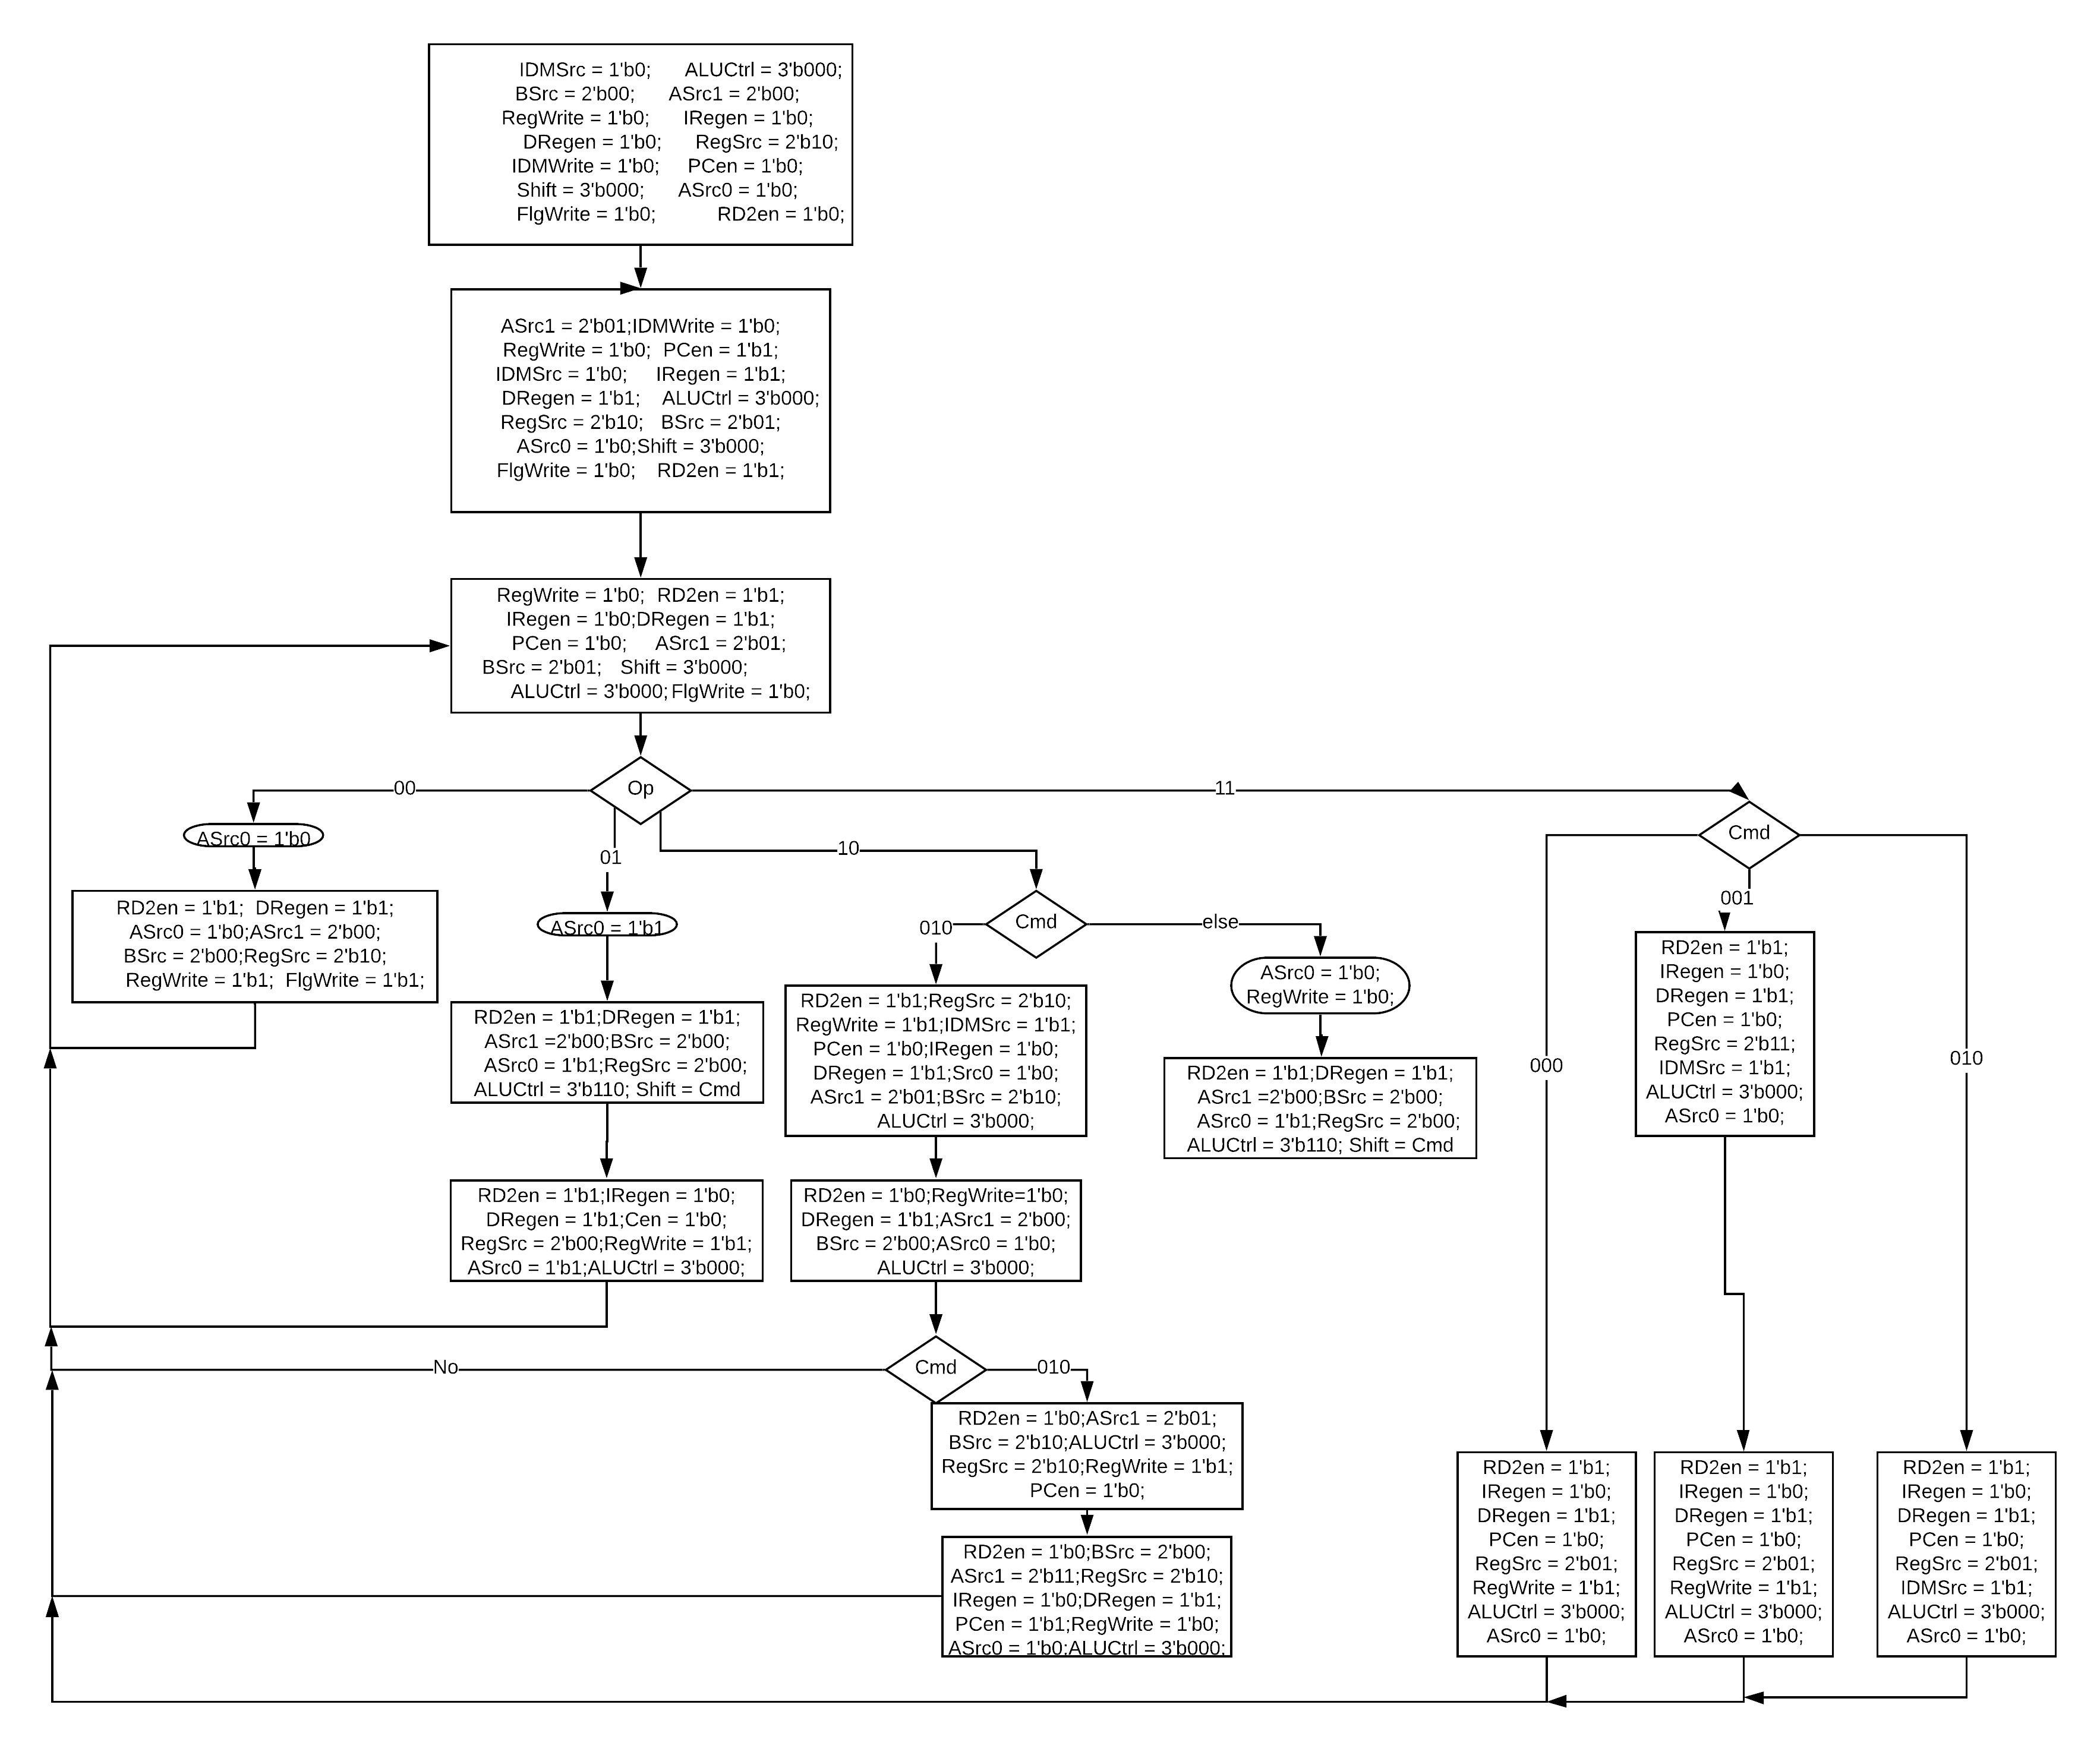 IDMSrc = 1'b0; ALUCtrl = 3'b000;
BSrc = 2'b00; ASrc1 = 2'b00;
RegWrite = 1'b0; IRegen = 1'b0;
DRegen = 1'b0; RegSrc = 2'b10;
IDMWrite = 1'b0; PCen = 1'b0;
Shift = 3'b000; ASrc0 = 1'b0;
FlgWrite = 1'b0; RD2en = 1'b0;
ASrc1 = 2'b01;IDMWrite = 1'b0;
RegWrite = 1'b0; PCen = 1'b1;
IDMSrc = 1'b0; IRegen = 1'b1;
DRegen = 1'b1; ALUCtrl = 3'b000;
RegSrc = 2'b10; BSrc = 2'b01;
ASrc0 = 1'b0;Shift = 3'b000;
FlgWrite = 1'b0; RD2en = 1'b1;
RegWrite = 1'b0; RD2en = 1'b1;
IRegen = 1'b0;DRegen = 1'b1;
PCen = 1'b0; ASrc1 = 2'b01;
BSrc = 2'b01; Shift = 3'b000;
ALUCtrl = 3'b000; FlgWrite = 1'b0;
Op
00
ASrc0 = 1'b0
RD2en = 1'b1; DRegen = 1'b1;
ASrc0 = 1'b0;ASrc1 = 2'b00;
BSrc = 2'b00;RegSrc = 2'b10;
RegWrite = 1'b1; FlgWrite = 1'b1;
01
ASrc0 = 1'b1
RD2en = 1'b1;DRegen = 1'b1;
ASrc1 =2'b00;BSrc = 2'b00;
ASrc0 = 1'b1;RegSrc = 2'b00;
ALUCtrl = 3'b110; Shift = Cmd
RD2en = 1'b1;IRegen = 1'b0;
DRegen = 1'b1;Cen = 1'b0;
RegSrc = 2'b00;RegWrite = 1'b1;
ASrc0 = 1'b1;ALUCtrl = 3'b000;
10
Cmd
010
RD2en = 1'b1;RegSrc = 2'b10;
RegWrite = 1'b1;IDMSrc = 1'b1;
PCen = 1'b0;IRegen = 1'b0;
DRegen = 1'b1;Src0 = 1'b0;
ASrc1 = 2'b01;BSrc = 2'b10;
ALUCtrl = 3'b000;
RD2en = 1'b0;RegWrite=1'b0;
DRegen = 1'b1;ASrc1 = 2'b00;
BSrc = 2'b00;ASrc0 = 1'b0;
ALUCtrl = 3'b000;
Cmd
No
010
RD2en = 1'b0;ASrc1 = 2'b01;
BSrc = 2'b10;ALUCtrl = 3'b000;
RegSrc = 2'b10;RegWrite = 1'b1;
PCen = 1'b0;
RD2en = 1'b0;BSrc = 2'b00;
ASrc1 = 2'b11;RegSrc = 2'b10;
IRegen = 1'b0;DRegen = 1'b1;
PCen = 1'b1;RegWrite = 1'b0;
ASrc0 = 1'b0;ALUCtrl = 3'b000;
else
ASrc0 = 1'b0;
RegWrite = 1'b0;
RD2en = 1'b1;DRegen = 1'b1;
ASrc1 =2'b00;BSrc = 2'b00;
ASrc0 = 1'b1;RegSrc = 2'b00;
ALUCtrl = 3'b110; Shift = Cmd
11
Cmd
000
RD2en = 1'b1;
IRegen = 1'b0;
DRegen = 1'b1;
PCen = 1'b0;
RegSrc = 2'b01;
RegWrite = 1'b1;
ALUCtrl = 3'b000;
ASrc0 = 1'b0;
001
RD2en = 1'b1;
IRegen = 1'b0;
DRegen = 1'b1;
PCen = 1'b0;
RegSrc = 2'b11;
IDMSrc = 1'b1;
ALUCtrl = 3'b000;
ASrc0 = 1'b0;
RD2en = 1'b1;
IRegen = 1'b0;
DRegen = 1'b1;
PCen = 1'b0;
RegSrc = 2'b01;
RegWrite = 1'b1;
ALUCtrl = 3'b000;
ASrc0 = 1'b0;
010
RD2en = 1'b1;
IRegen = 1'b0;
DRegen = 1'b1;
PCen = 1'b0;
RegSrc = 2'b01;
IDMSrc = 1'b1;
ALUCtrl = 3'b000;
ASrc0 = 1'b0;